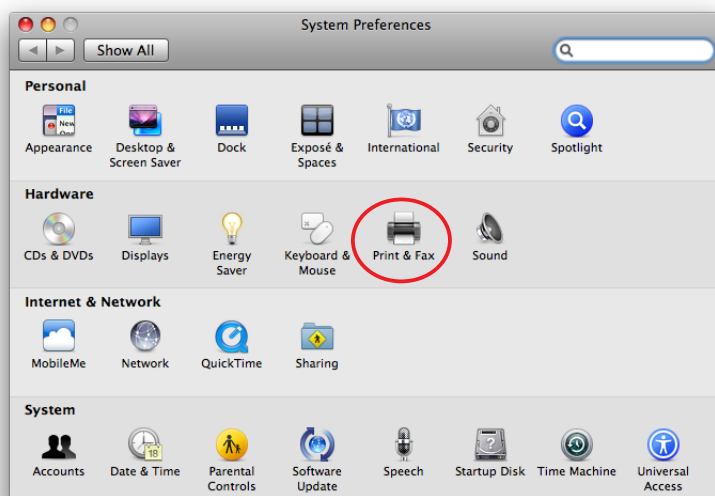 System Preferences
Show All
Personal
File
New
Appearance
Desktop &
Screen Saver
Dock
Exposé &
Spaces
International
Security
Spotlight
Hardware
CDs & DVDs
Displays
Energy
Saver
Keyboard &
Mouse
Print & Fax
Sound
Internet & Network
MobileMe
Network
QuickTime
Sharing
System
Accounts
18
Date & Time
Parental
Controls
Software
Update
Speech
?
Startup Disk
Time Machine
Universal
Access